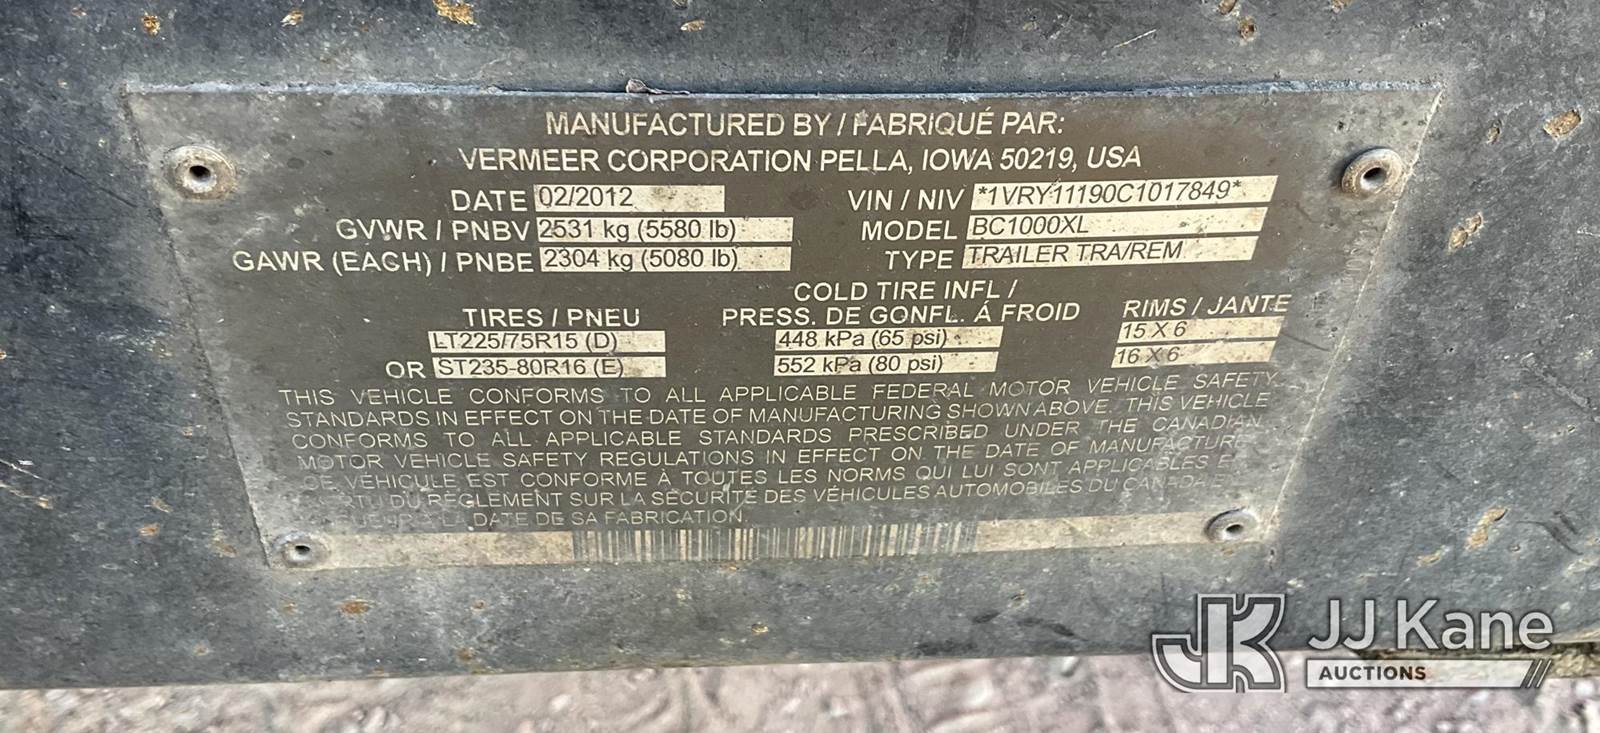 MANUFACTURED BY / FABRIQUÉ PAR:
VERMEER CORPORATION PELLA, IOWA 50219, USA
DATE 02/2012
VIN / NIV *1VRY11190C1017849*
GVWR / PNBV 2531 kg (5580 lb)
MODEL BC1000XL
GAWR (EACH) / PNBE 2304 kg (5080 lb)
TYPE TRAILER TRA/REM
TIRES / PNEU
COLD TIRE INFL /
PRESS. DE GONFL. Á FROID
RIMS / JANTE
LT225/75R15 (D) 448 kPa (65 psi) 15 X 6
OR ST235-80R16 (E) 552 kPa (80 psi) 16 X 6
THIS VEHICLE CONFORMS TO ALL APPLICABLE FEDERAL MOTOR VEHICLE SAFETY
STANDARDS IN EFFECT ON THE DATE OF MANUFACTURING SHOWN ABOVE. THIS VEHICLE
CONFORMS TO ALL APPLICABLE STANDARDS PRESCRIBED UNDER THE CANADIAN
MOTOR VEHICLE SAFETY REGULATIONS IN EFFECT ON THE DATE OF MANUFACTURE
CE VÉHICULE EST CONFORME À TOUTES LES NORMS QUI LUI SONT APPLICABLES
DU RÈGLEMENT SUR LA SÉCURITÉ DES VÉHICULES AUTOMOBILES DU CANADA
LA DATE DE SA FABRICATION.
JK JJ Kane
AUCTIONS